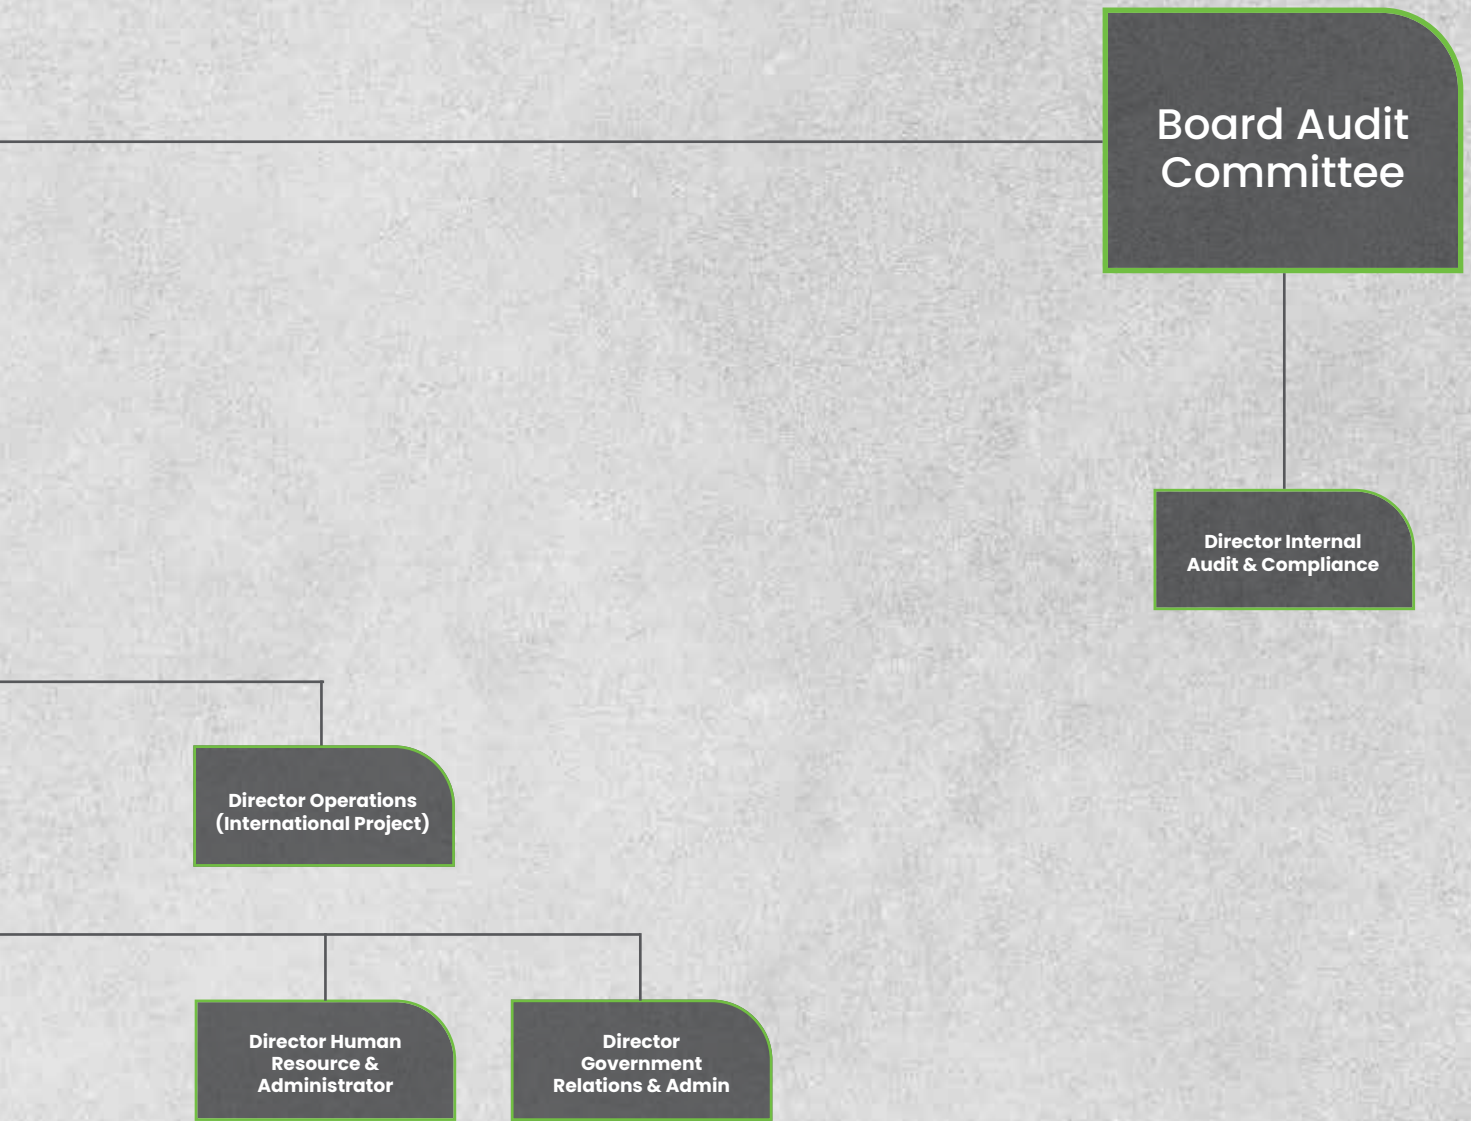 Board Audit
Committee
Director Internal
Audit & Compliance
Director Operations
(International Project)
Director Human
Resource &
Administrator
Director
Government
Relations & Admin